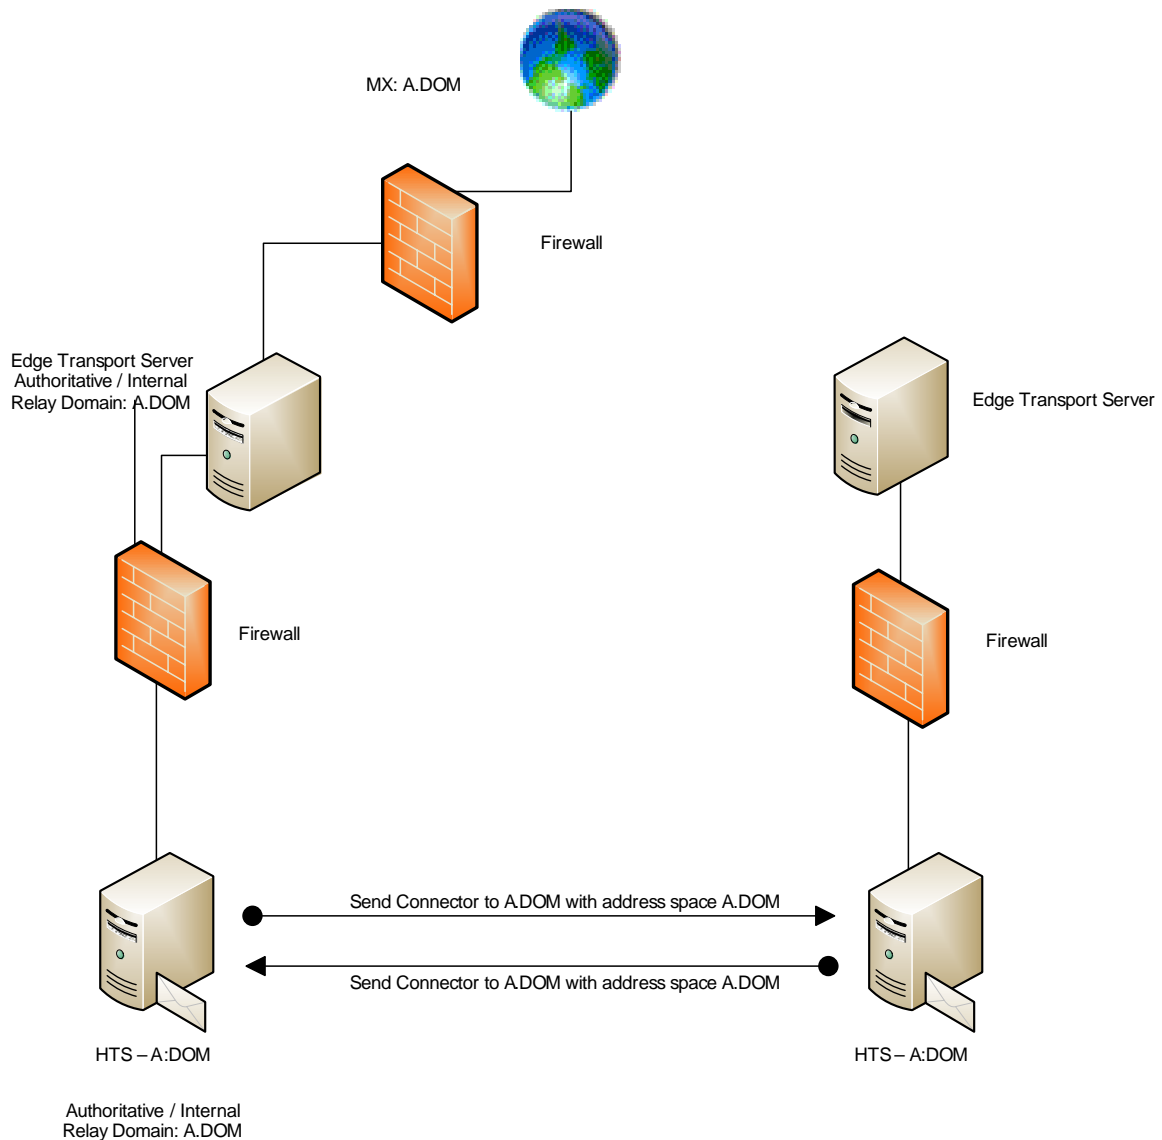 MX: A.DOM
Firewall
Edge Transport Server
Authoritative / Internal
Relay Domain: A.DOM
Edge Transport Server
Firewall
Firewall
Send Connector to A.DOM with address space A.DOM
Send Connector to A.DOM with address space A.DOM
HTS – A:DOM
HTS – A:DOM
Authoritative / Internal
Relay Domain: A.DOM